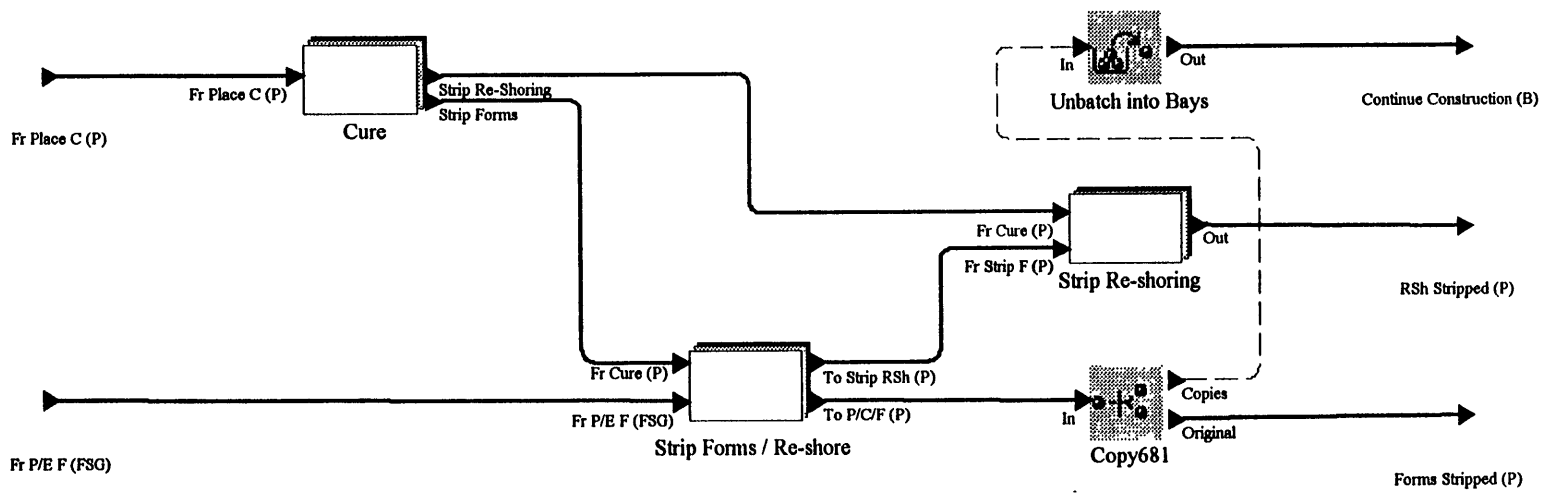 In
Out
Unbatch into Bays
Continue Construction (B)
Fr Place C (P)
Strip Re-Shoring
Strip Forms
Cure
Fr Place C (P)
Fr Cure (P)
Out
Fr Strip F (P)
Strip Re-shoring
RSh Stripped (P)
Fr Cure (P)
To Strip RSh (P)
Copies
Fr P/E F (FSG)
To P/C/F (P)
In
Original
Strip Forms / Re-shore
Copy681
Fr P/E F (FSG)
Forms Stripped (P)